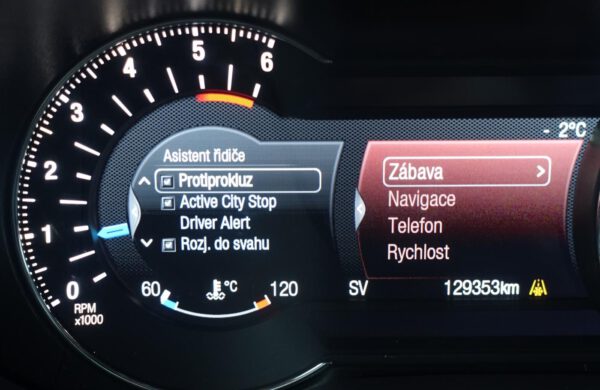 6
5
4
3
2
1
0
RPM
x1000
- 2°C
Asistent řidiče
Protiprokluz
Active City Stop
Driver Alert
Rozj. do svahu
60 °C 120
Zábava >
Navigace
Telefon
Rychlost
SV 129353km